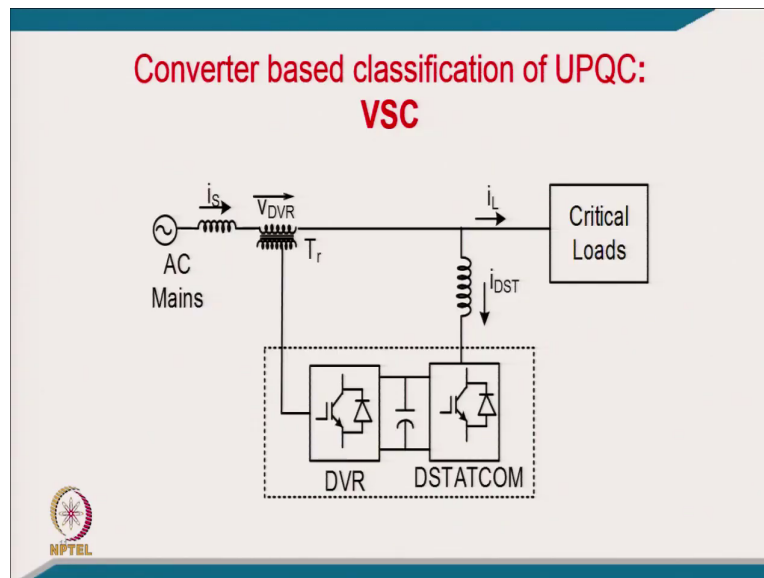 Converter based classification of UPQC:
VSC
iS
vDVR
iL
Critical
Loads
AC
Mains
Tr
iDST
DVR
DSTATCOM
NPTEL